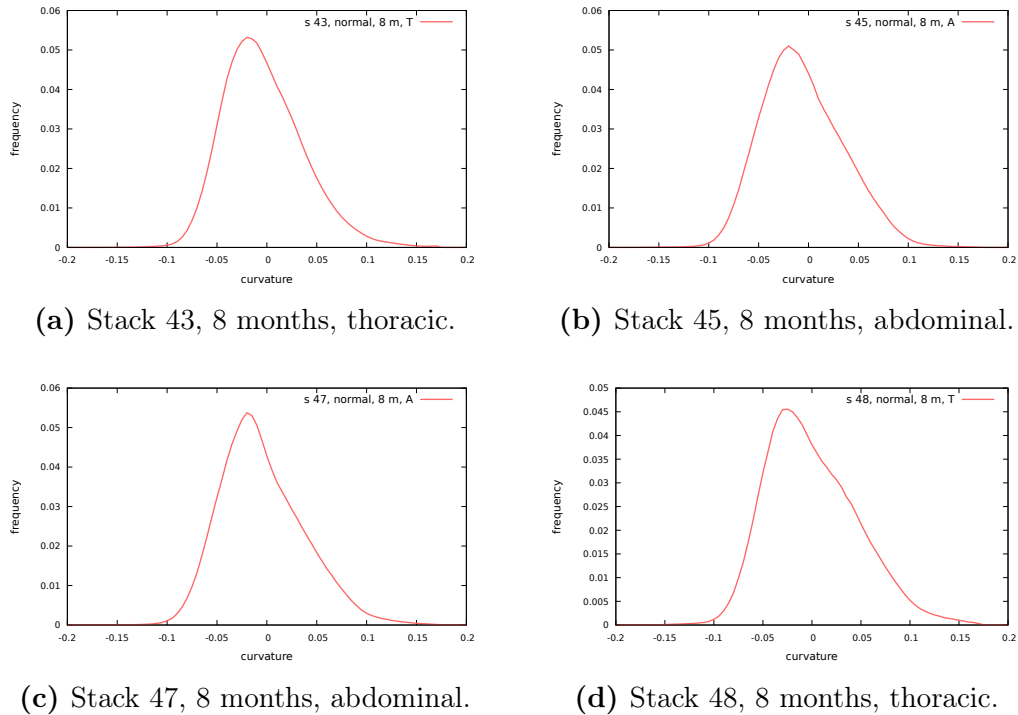 s 43, normal, 8 m, T
0.06
0.05
0.04
0.03
0.02
0.01
0
frequency
-0.2 -0.15 -0.1 -0.05 0 0.05 0.1 0.15 0.2
curvature
(a) Stack 43, 8 months, thoracic.
s 45, normal, 8 m, A
0.06
0.05
0.04
0.03
0.02
0.01
0
frequency
-0.2 -0.15 -0.1 -0.05 0 0.05 0.1 0.15 0.2
curvature
(b) Stack 45, 8 months, abdominal.
s 47, normal, 8 m, A
0.06
0.05
0.04
0.03
0.02
0.01
0
frequency
-0.2 -0.15 -0.1 -0.05 0 0.05 0.1 0.15 0.2
curvature
(c) Stack 47, 8 months, abdominal.
s 48, normal, 8 m, T
0.05
0.045
0.04
0.035
0.03
0.025
0.02
0.015
0.01
0.005
0
frequency
-0.2 -0.15 -0.1 -0.05 0 0.05 0.1 0.15 0.2
curvature
(d) Stack 48, 8 months, thoracic.